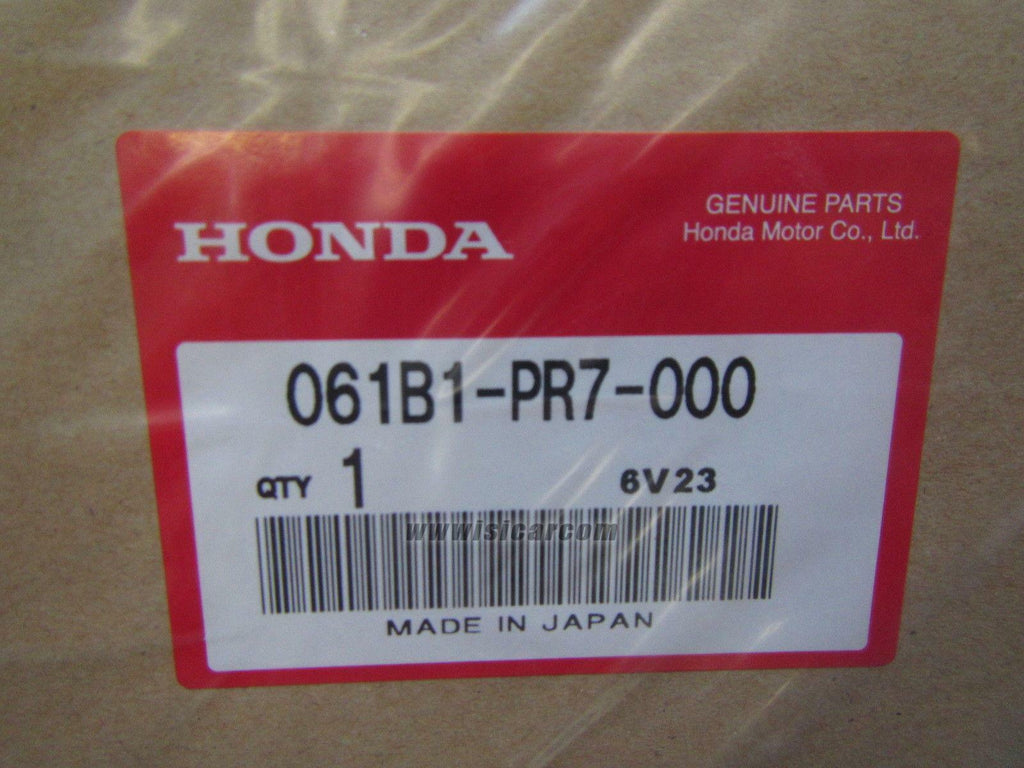 HONDA
GENUINE PARTS
Honda Motor Co., Ltd.
061B1-PR7-000
QTY 1 6V23
www.isicar.com
MADE IN JAPAN